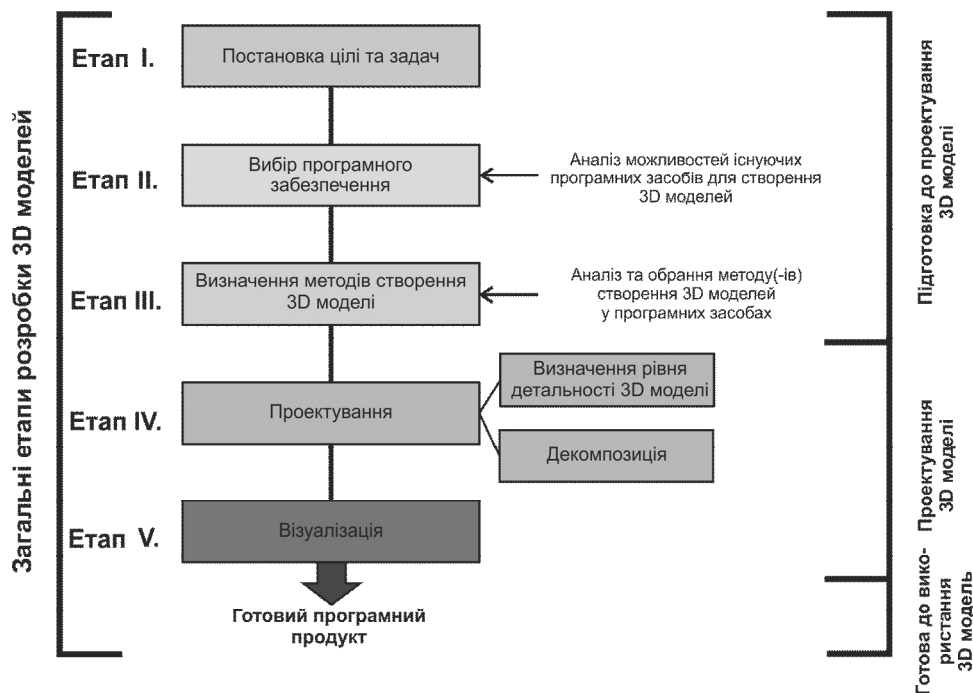 Загальні етапи розробки 3D моделей
Етап I.
Постановка цілі та задач
Етап II.
Вибір програмного
забезпечення
Аналіз можливостей існуючих
програмних засобів для створення
3D моделей
Етап III.
Визначення методів створення
3D моделі
Аналіз та обрання методу(-ів)
створення 3D моделей
у програмних засобах
Етап IV.
Проектування
Визначення рівня
детальності 3D моделі
Декомпозиція
Етап V.
Візуалізація
Готовий програмний
продукт
Підготовка до проектування
3D моделі
Проектування
3D моделі
Готова до вико-
ристання
3D модель